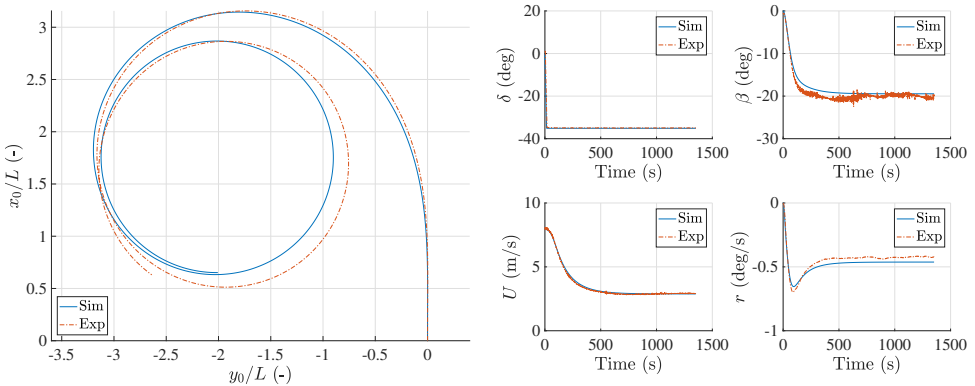 3
2.5
2
1.5
1
0.5
0
x₀/L (-)
Sim
Exp
-3.5
-3
-2.5
-2
-1.5
-1
-0.5
0
y₀/L (-)
20
0
-20
-40
δ (deg)
Sim
Exp
0
500
1000
1500
Time (s)
0
-10
-20
-30
β (deg)
Sim
Exp
0
500
1000
1500
Time (s)
10
5
0
U (m/s)
Sim
Exp
0
500
1000
1500
Time (s)
0
-0.5
-1
r (deg/s)
Sim
Exp
0
500
1000
1500
Time (s)